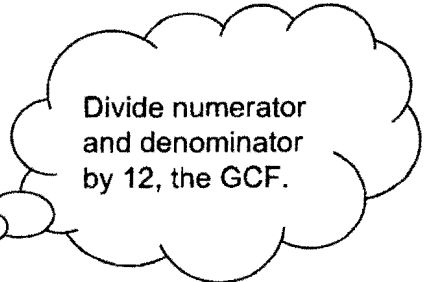 Divide numerator
and denominator
by 12, the GCF.